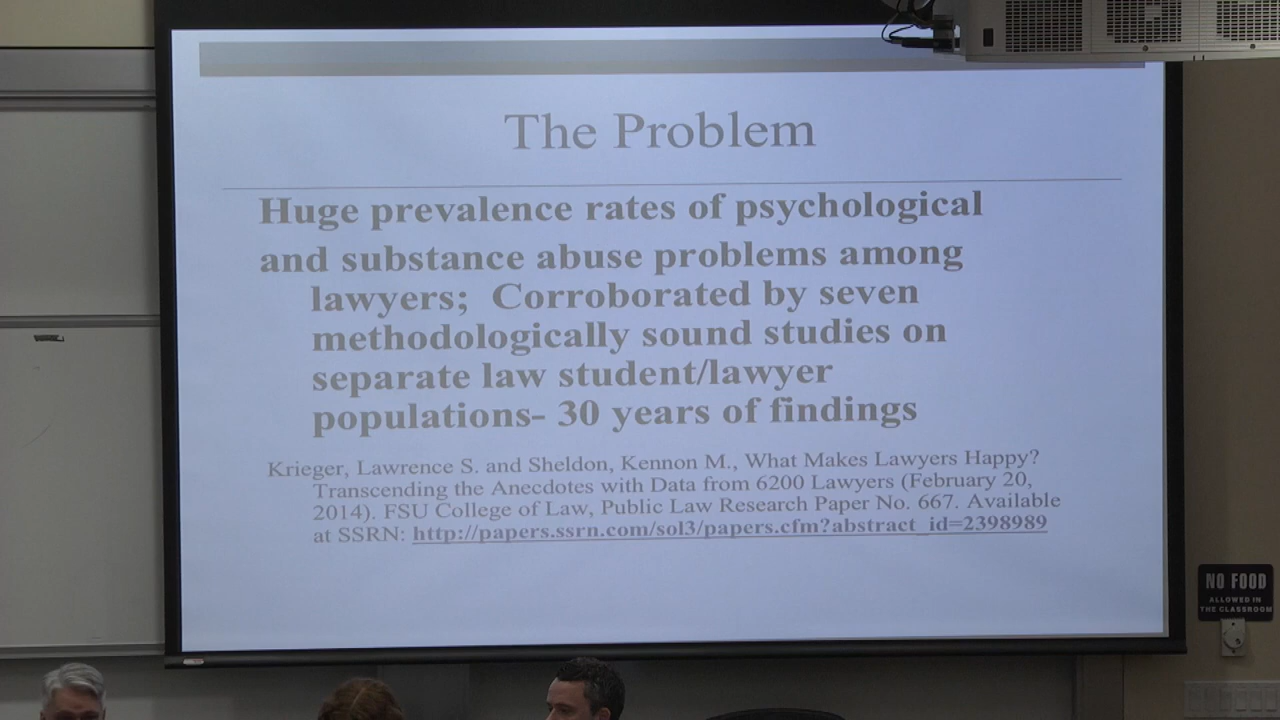 The Problem
Huge prevalence rates of psychological
and substance abuse problems among
lawyers; Corroborated by seven
methodologically sound studies on
separate law student/lawyer
populations- 30 years of findings
Krieger, Lawrence S. and Sheldon, Kennon M., What Makes Lawyers Happy?
Transcending the Anecdotes with Data from 6200 Lawyers (February 20,
2014). FSU College of Law, Public Law Research Paper No. 667. Available
at SSRN: http://papers.ssrn.com/sol3/papers.cfm?abstract_id=2398989
NO FOOD
ALLOWED IN
THE CLASSROOM